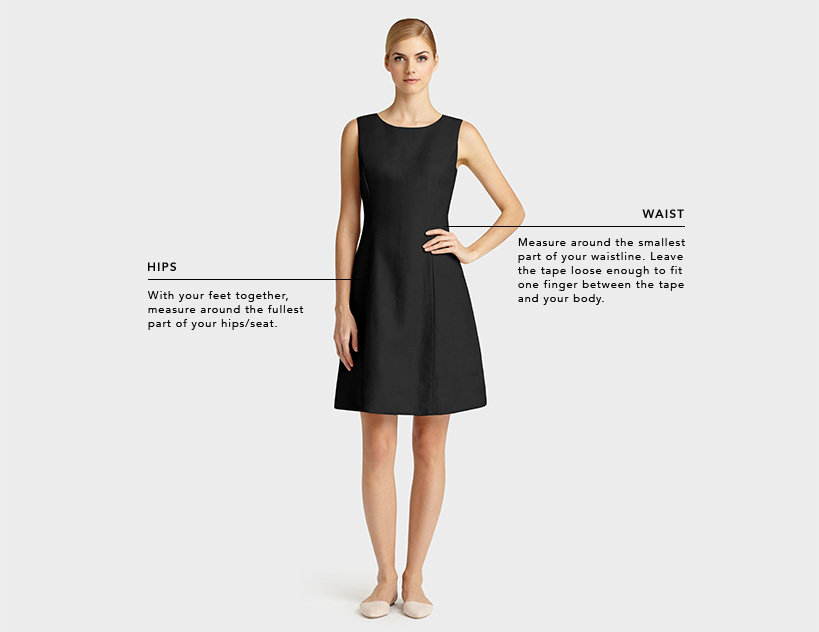 WAIST
Measure around the smallest
part of your waistline. Leave
the tape loose enough to fit
one finger between the tape
and your body.
HIPS
With your feet together,
measure around the fullest
part of your hips/seat.